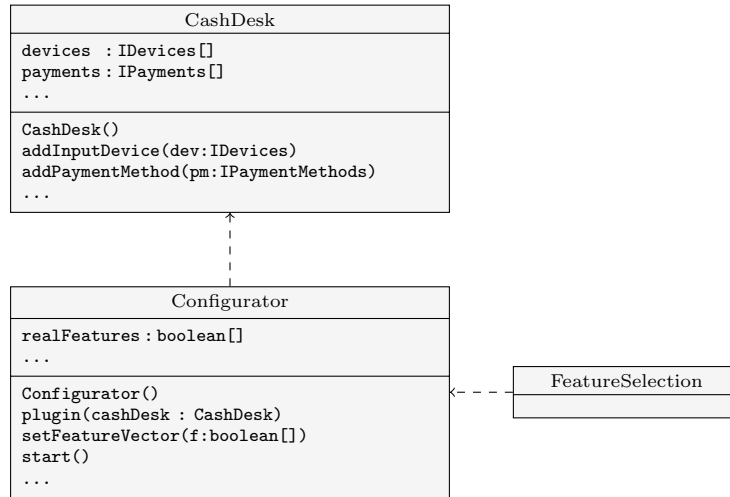 CashDesk
devices : IDevices[]
payments : IPayments[]
...
CashDesk()
addInputDevice(dev:IDevices)
addPaymentMethod(pm:IPaymentMethods)
...
Configurator
realFeatures : boolean[]
...
Configurator()
plugin(cashDesk : CashDesk)
setFeatureVector(f:boolean[])
start()
...
FeatureSelection